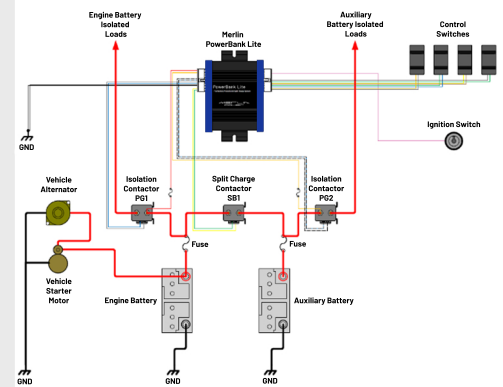 Engine Battery
Isolated
Loads
Merlin
PowerBank Lite
Auxiliary
Battery Isolated
Loads
Control
Switches
PowerBank Lite
Ignition Switch
GND
Vehicle
Alternator
Isolation
Contactor
PG1
Split Charge
Contactor
SB1
Isolation
Contactor
PG2
Fuse
Fuse
Vehicle
Starter
Motor
Engine Battery
Auxiliary Battery
GND
GND
GND